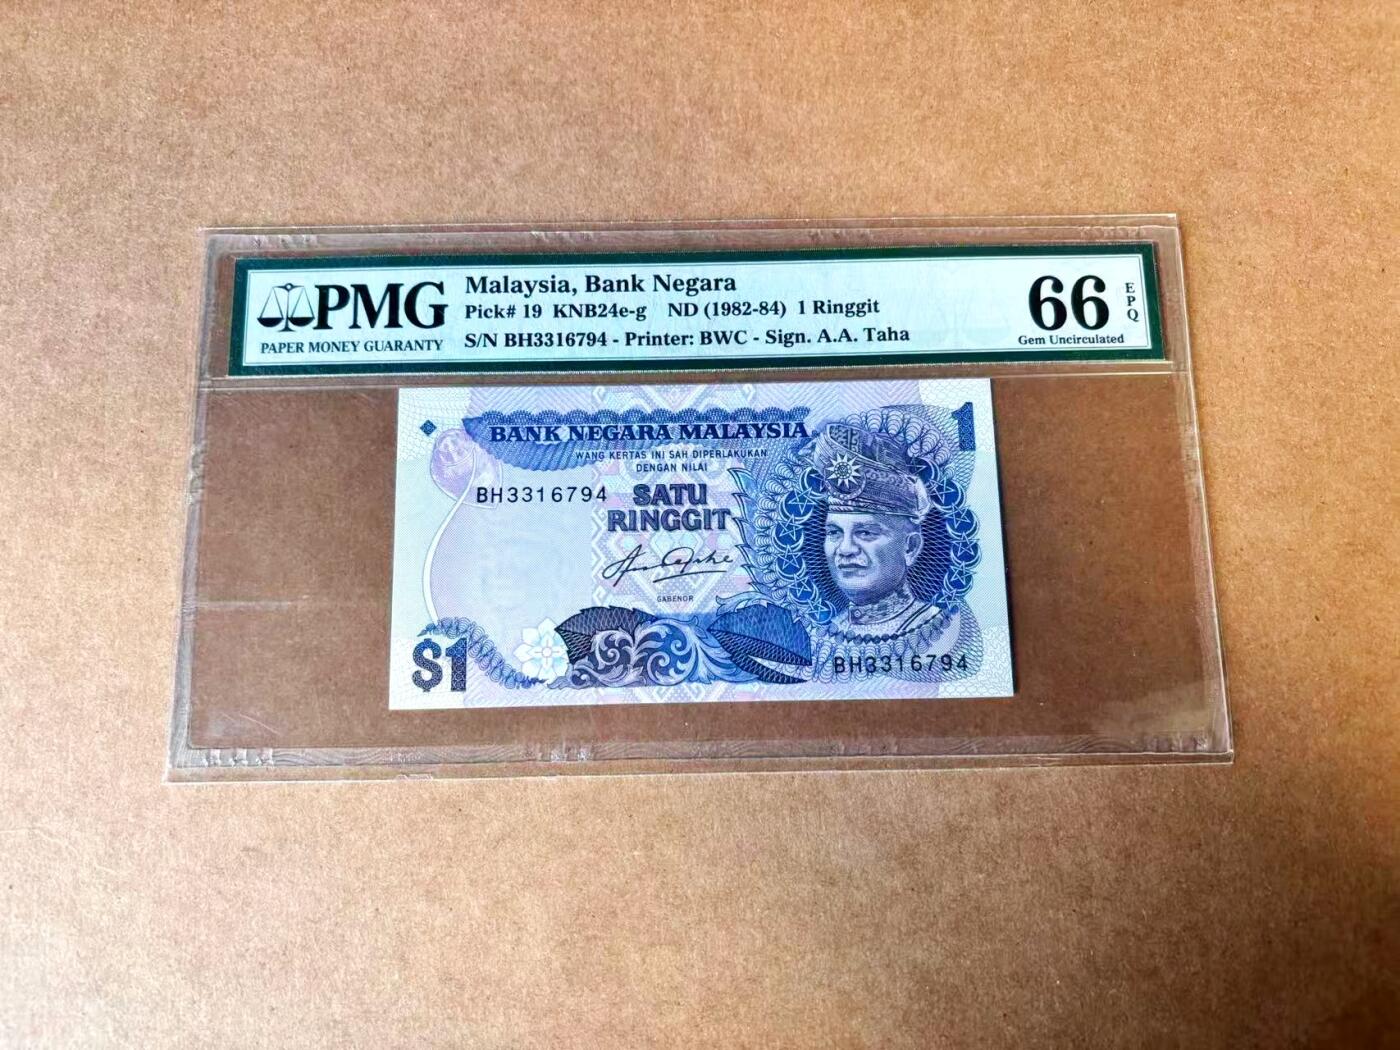 PMG
PAPER MONEY GUARANTY
Malaysia, Bank Negara
Pick# 19 KNB24e-g ND (1982-84) 1 Ringgit
S/N BH3316794 - Printer: BWC - Sign. A.A. Taha
66
EPQ
Gem Uncirculated
1
BANK NEGARA MALAYSIA
WANG KERTAS INI SAH DIPERLAKUKAN
DENGAN NILAI
BH3316794
SATU
RINGGIT
GABENOR
$1
BH3316794